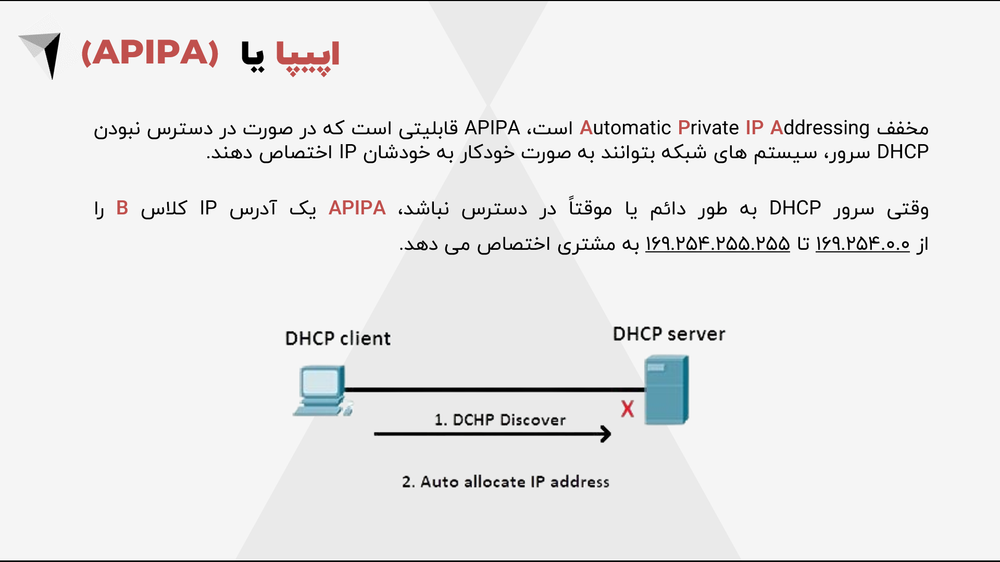 اپیپا یا (APIPA)
مخفف Automatic Private IP Addressing است، APIPA قابلیتی است که در صورت در دسترس نبودن
DHCP سرور، سیستم های شبکه بتوانند به صورت خودکار به خودشان IP اختصاص دهند.
وقتی سرور DHCP به طور دائم یا موقتاً در دسترس نباشد، APIPA یک آدرس IP کلاس B را
از ۱۶۹.۲۵۴.۰.۰ تا ۱۶۹.۲۵۴.۲۵۵.۲۵۵ به مشتری اختصاص می دهد.
DHCP client
DHCP server
X
1. DCHP Discover
2. Auto allocate IP address